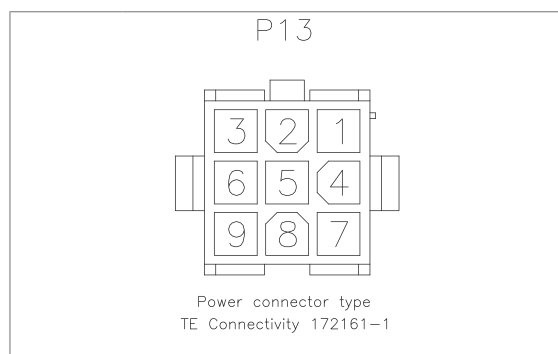 P13
3 2 1
6 5 4
9 8 7
Power connector type
TE Connectivity 172161-1